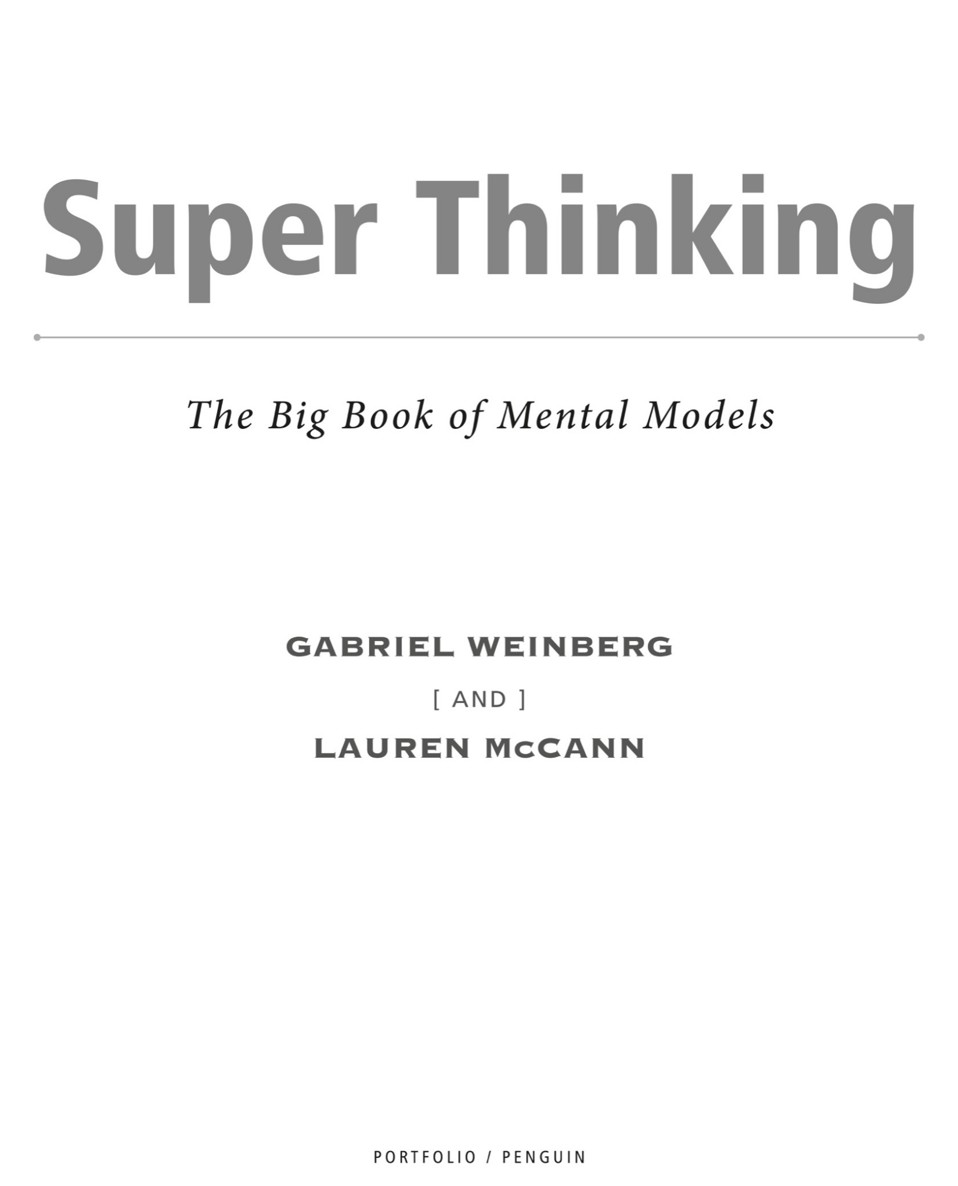 Super Thinking
The Big Book of Mental Models
GABRIEL WEINBERG
[ AND ]
LAUREN McCANN
PORTFOLIO / PENGUIN